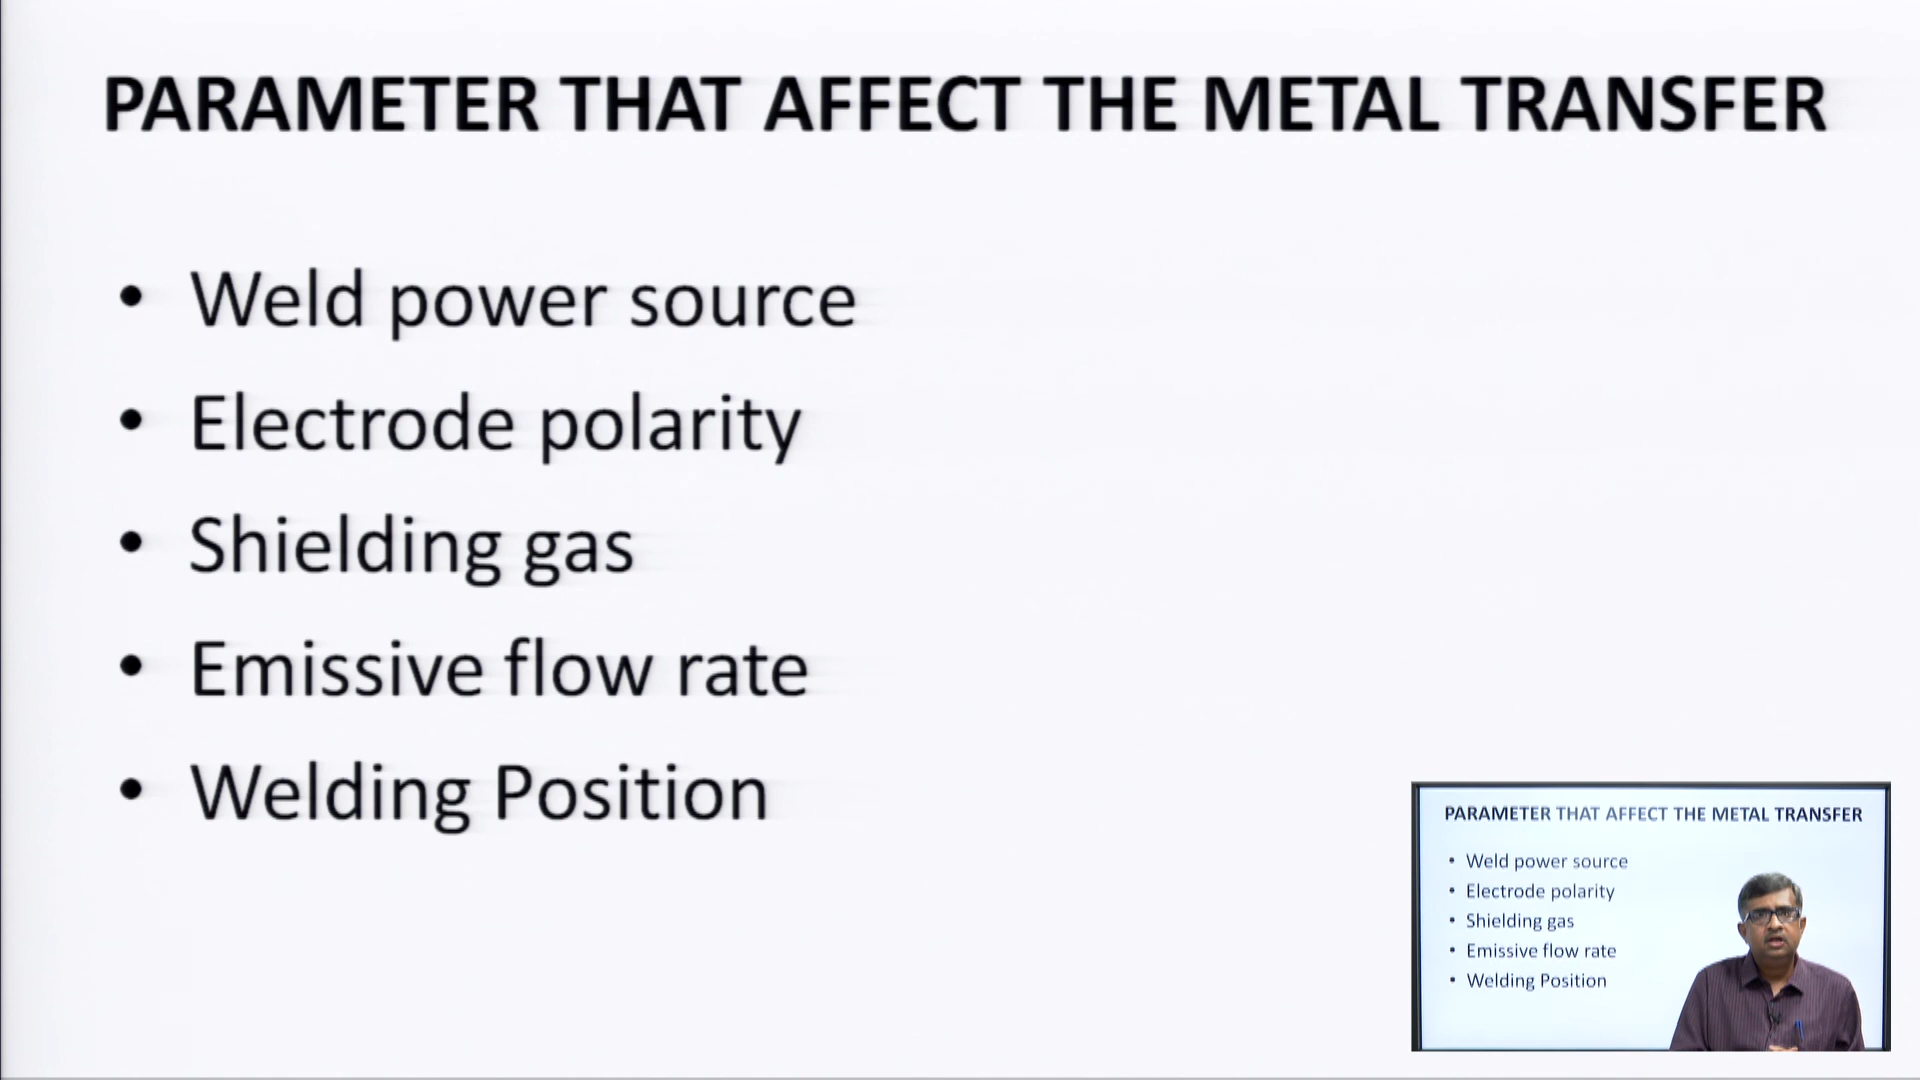 PARAMETER THAT AFFECT THE METAL TRANSFER
• Weld power source
• Electrode polarity
• Shielding gas
• Emissive flow rate
• Welding Position
PARAMETER THAT AFFECT THE METAL TRANSFER
• Weld power source
• Electrode polarity
• Shielding gas
• Emissive flow rate
• Welding Position